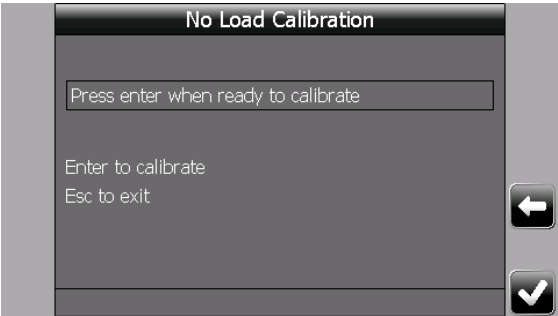 No Load Calibration
Press enter when ready to calibrate
Enter to calibrate
Esc to exit